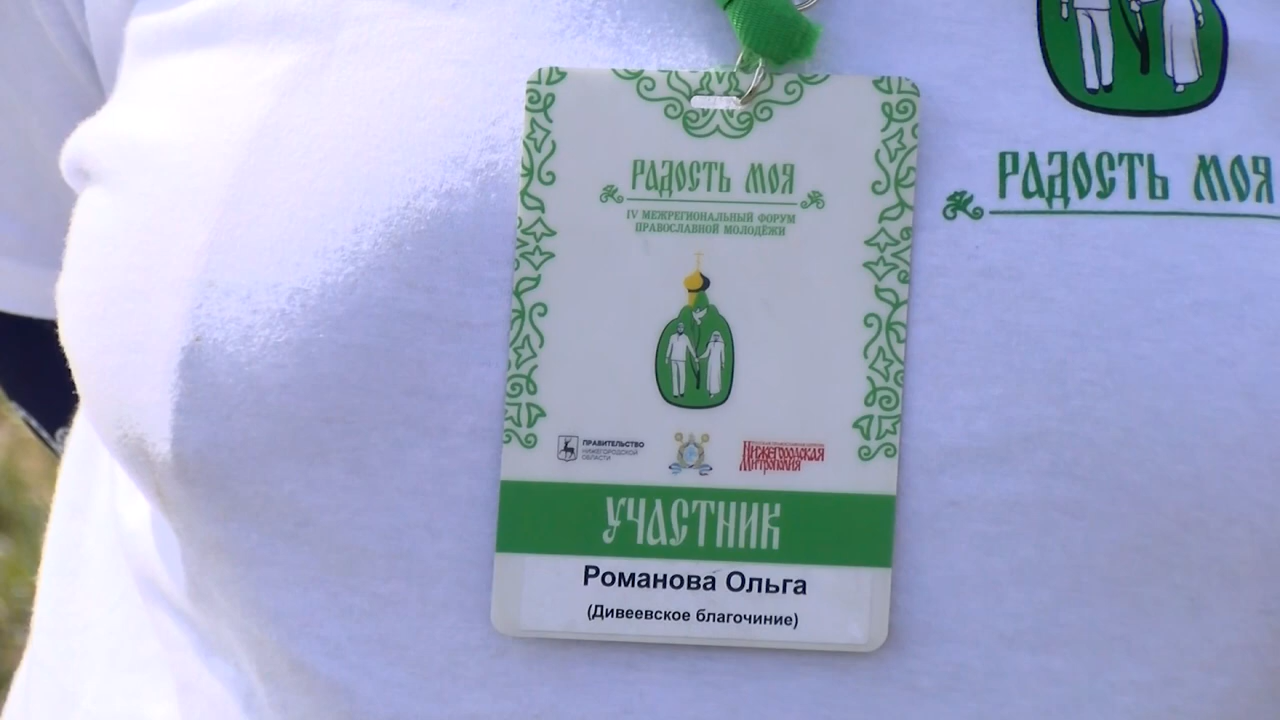 РАДОСТЬ МОЯ
IV МЕЖРЕГИОНАЛЬНЫЙ ФОРУМ
ПРАВОСЛАВНОЙ МОЛОДЁЖИ
ПРАВИТЕЛЬСТВО
НИЖЕГОРОДСКОЙ
ОБЛАСТИ
НИЖЕГОРОДСКАЯ
МИТРОПОЛИЯ
УЧАСТНИК
Романова Ольга
(Дивеевское благочиние)
РАДОСТЬ МОЯ